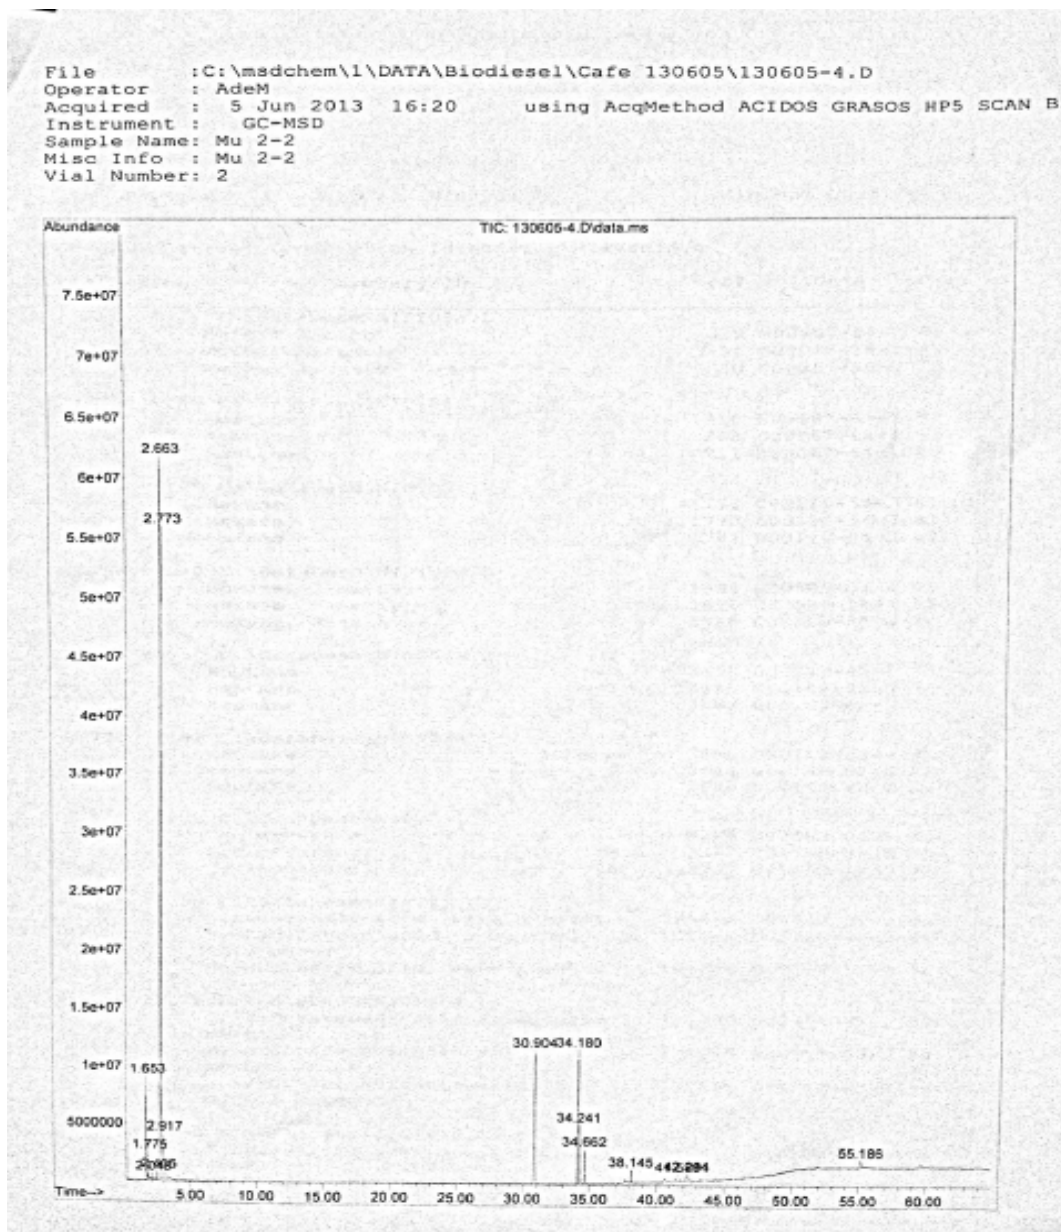 File :C:\msdchem\1\DATA\Biodiesel\Cafe 130605\130605-4.D
Operator : AdeM
Acquired : 5 Jun 2013 16:20 using AcqMethod ACIDOS GRASOS HP5 SCAN B
Instrument : GC-MSD
Sample Name: Mu 2-2
Misc Info : Mu 2-2
Vial Number: 2
Abundance
TIC: 130605-4.D\data.ms
7.5e+07
7e+07
6.5e+07
2.663
6e+07
2.773
5.5e+07
5e+07
4.5e+07
4e+07
3.5e+07
3e+07
2.5e+07
2e+07
1.5e+07
30.904 34.180
1e+07
1.653
5000000
2.917
34.241
1.775
34.662
38.145
55.186
Time-->
5.00 10.00 15.00 20.00 25.00 30.00 35.00 40.00 45.00 50.00 55.00 60.00